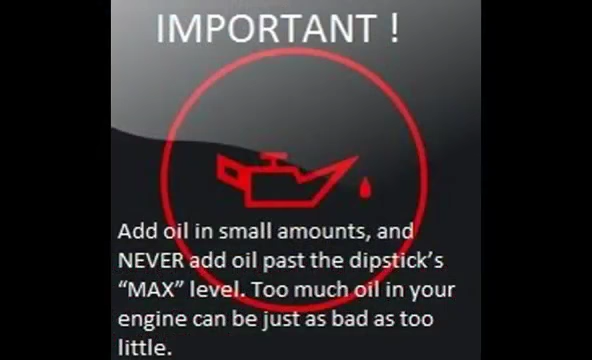 IMPORTANT !
Add oil in small amounts, and
NEVER add oil past the dipstick's
“MAX” level. Too much oil in your
engine can be just as bad as too
little.